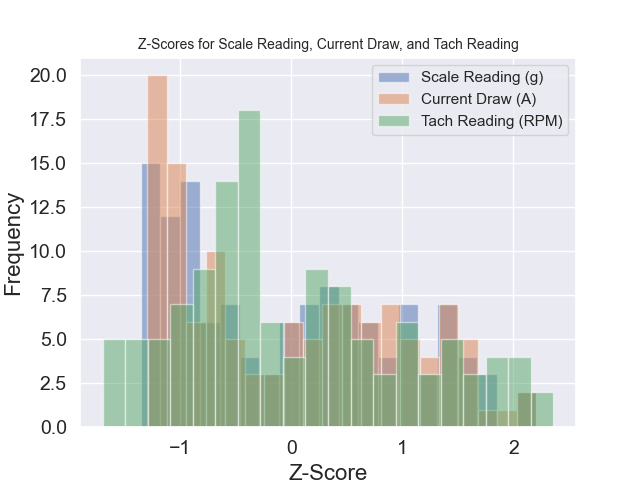 Z-Scores for Scale Reading, Current Draw, and Tach Reading
Scale Reading (g)
Current Draw (A)
Tach Reading (RPM)
20.0
17.5
15.0
12.5
10.0
7.5
5.0
2.5
0.0
Frequency
−1
0
1
2
Z-Score